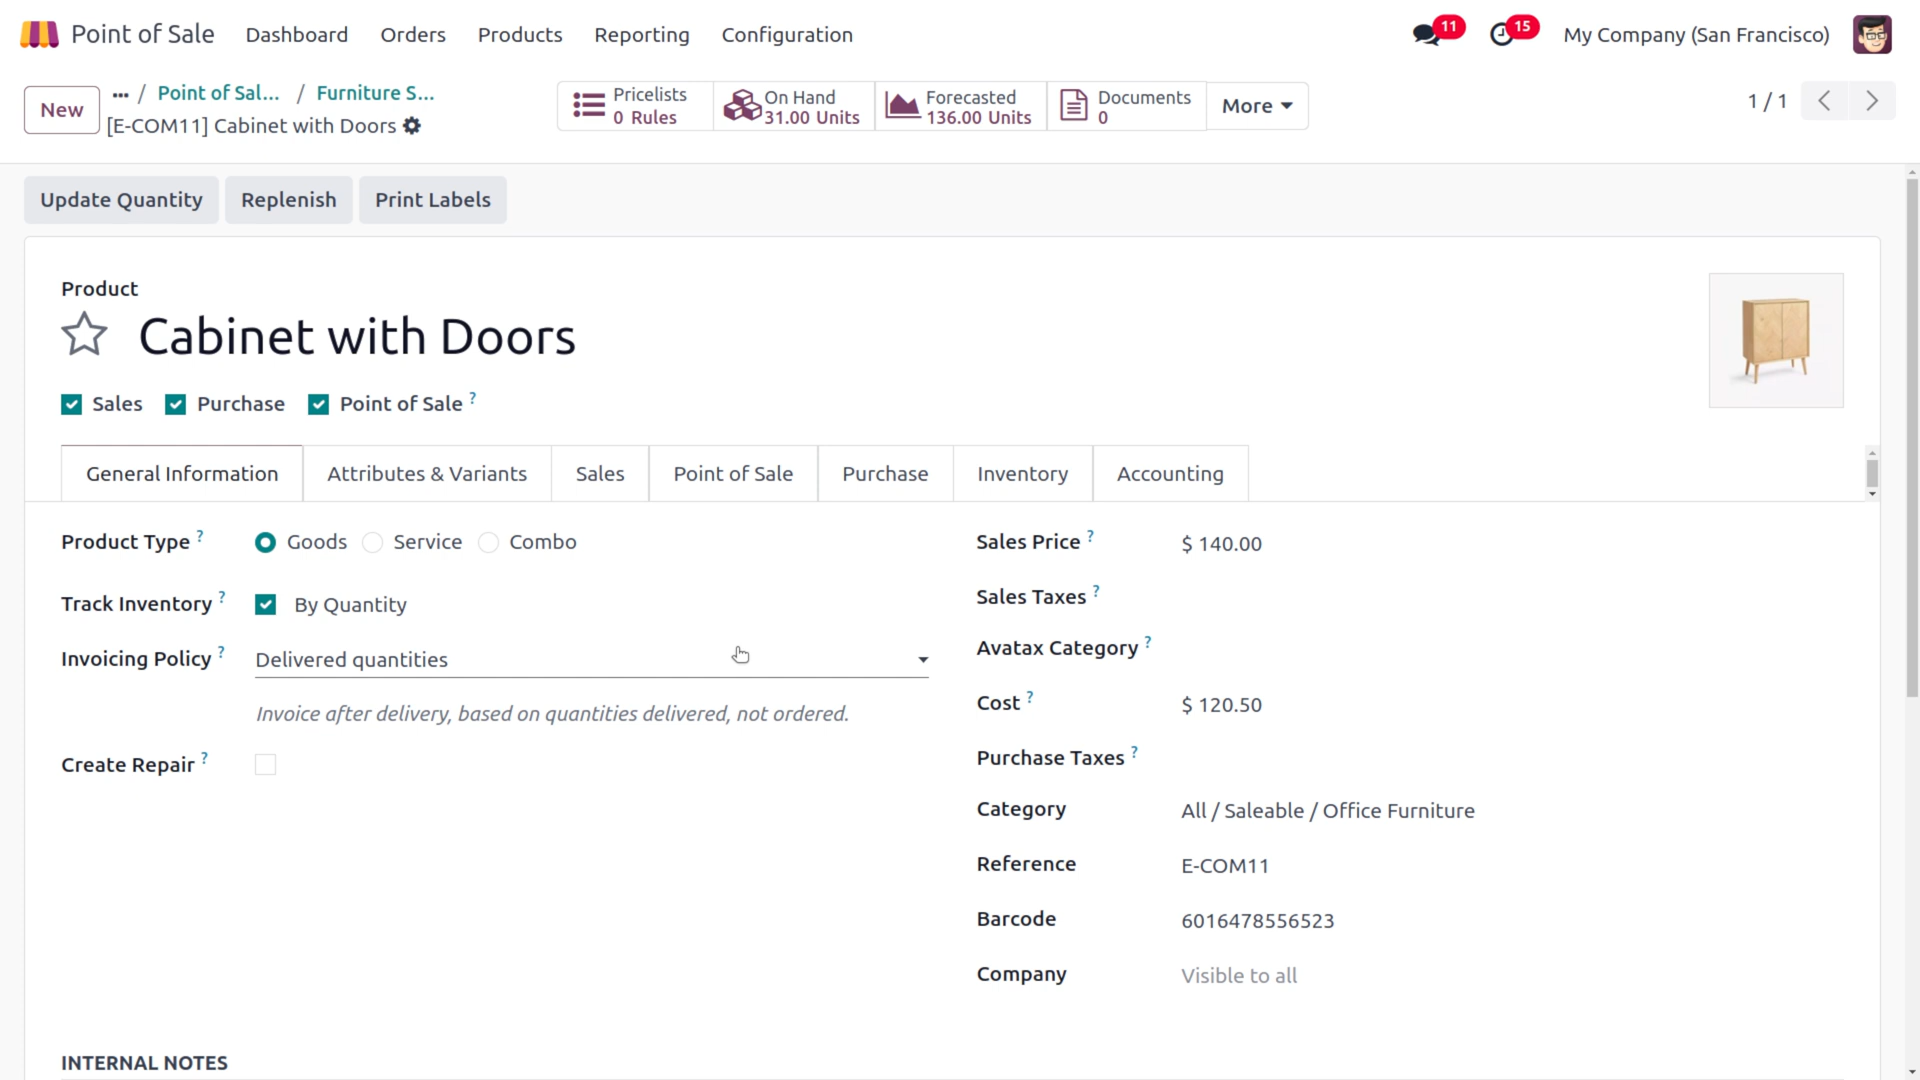 Point of Sale Dashboard Orders Products Reporting Configuration 11 15 My Company (San Francisco)
New ... / Point of Sal... / Furniture S...
[E-COM11] Cabinet with Doors
Pricelists
0 Rules
On Hand
31.00 Units
Forecasted
136.00 Units
Documents
0
More
1 / 1
Update Quantity Replenish Print Labels
Product
Cabinet with Doors
Sales Purchase Point of Sale ?
General Information Attributes & Variants Sales Point of Sale Purchase Inventory Accounting
Product Type ? Goods Service Combo
Track Inventory ? By Quantity
Invoicing Policy ? Delivered quantities
Invoice after delivery, based on quantities delivered, not ordered.
Create Repair ?
Sales Price ? $ 140.00
Sales Taxes ?
Avatax Category ?
Cost ? $ 120.50
Purchase Taxes ?
Category All / Saleable / Office Furniture
Reference E-COM11
Barcode 6016478556523
Company Visible to all
INTERNAL NOTES